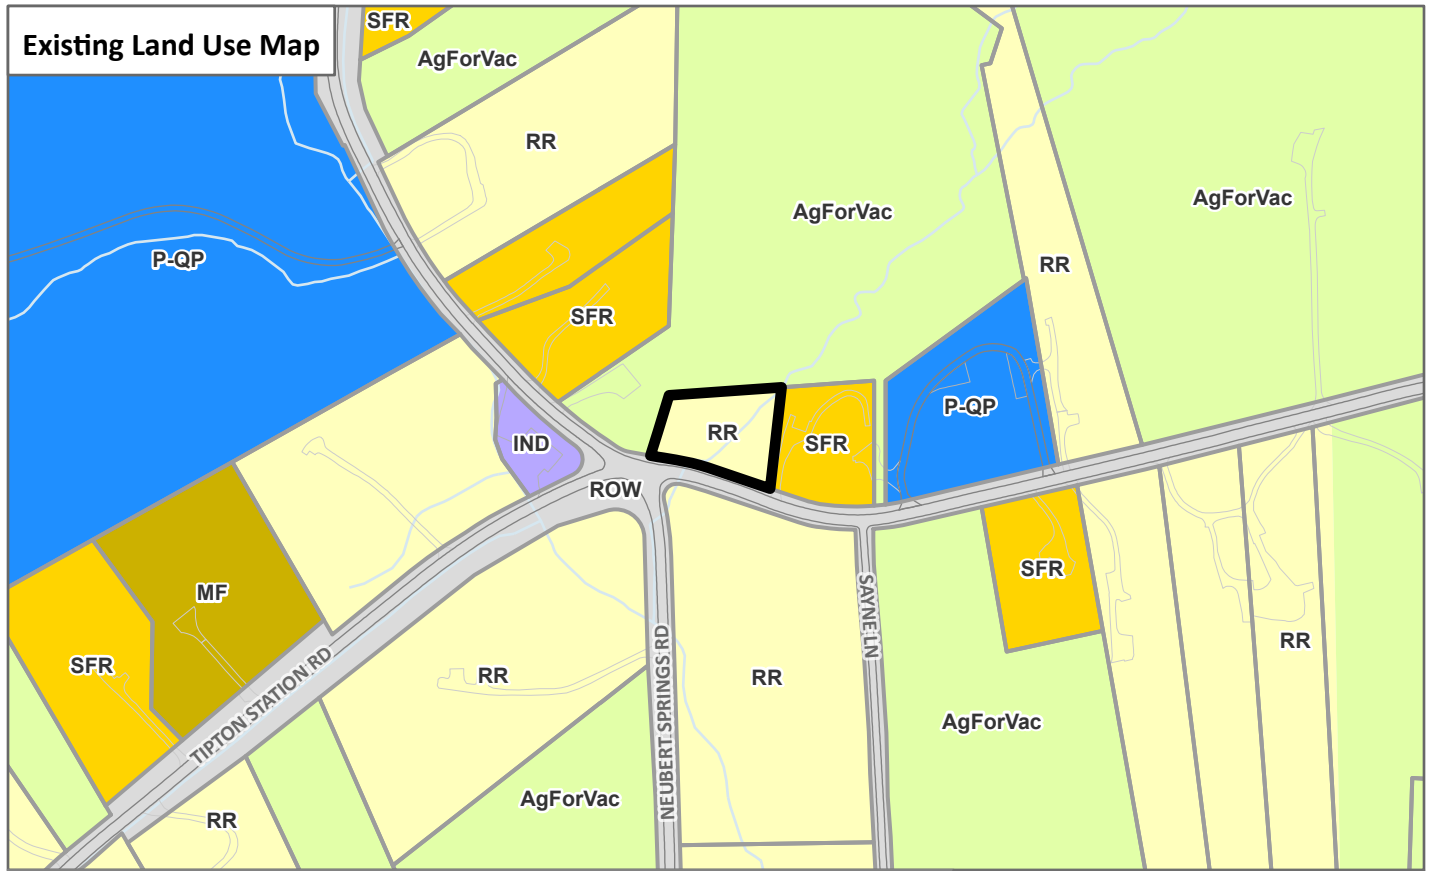 Existing Land Use Map
SFR
AgForVac
RR
AgForVac
AgForVac
P-QP
RR
SFR
P-QP
RR
SFR
IND
ROW
SFR
MF
SAYNE LN
SFR
RR
RR
NEUBERT SPRINGS RD
RR
TIPTON STATION RD
AgForVac
AgForVac
RR